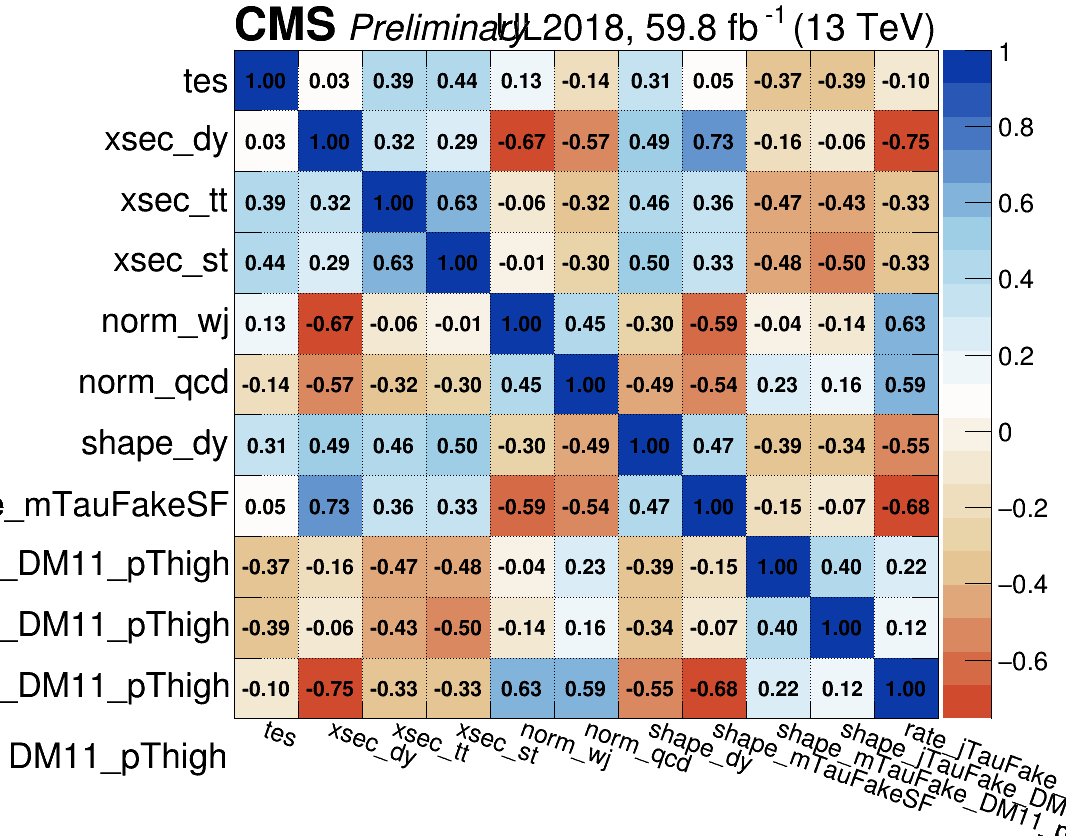 CMS Preliminary UL2018, 59.8 fb⁻¹ (13 TeV)
tes 1.00 0.03 0.39 0.44 0.13 -0.14 0.31 0.05 -0.37 -0.39 -0.10
xsec_dy 0.03 1.00 0.32 0.29 -0.67 -0.57 0.49 0.73 -0.16 -0.06 -0.75
xsec_tt 0.39 0.32 1.00 0.63 -0.06 -0.32 0.46 0.36 -0.47 -0.43 -0.33
xsec_st 0.44 0.29 0.63 1.00 -0.01 -0.30 0.50 0.33 -0.48 -0.50 -0.33
norm_wj 0.13 -0.67 -0.06 -0.01 1.00 0.45 -0.30 -0.59 -0.04 -0.14 0.63
norm_qcd -0.14 -0.57 -0.32 -0.30 0.45 1.00 -0.49 -0.54 0.23 0.16 0.59
shape_dy 0.31 0.49 0.46 0.50 -0.30 -0.49 1.00 0.47 -0.39 -0.34 -0.55
e_mTauFakeSF 0.05 0.73 0.36 0.33 -0.59 -0.54 0.47 1.00 -0.15 -0.07 -0.68
_DM11_pThigh -0.37 -0.16 -0.47 -0.48 -0.04 0.23 -0.39 -0.15 1.00 0.40 0.22
_DM11_pThigh -0.39 -0.06 -0.43 -0.50 -0.14 0.16 -0.34 -0.07 0.40 1.00 0.12
_DM11_pThigh -0.10 -0.75 -0.33 -0.33 0.63 0.59 -0.55 -0.68 0.22 0.12 1.00
DM11_pThigh
tes
xsec_dy
xsec_tt
xsec_st
norm_wj
norm_qcd
shape_dy
shape_mTauFakeSF
shape_mTauFake_DM11_p
shape_jTauFake_DM
rate_jTauFake_
1
0.8
0.6
0.4
0.2
0
−0.2
−0.4
−0.6